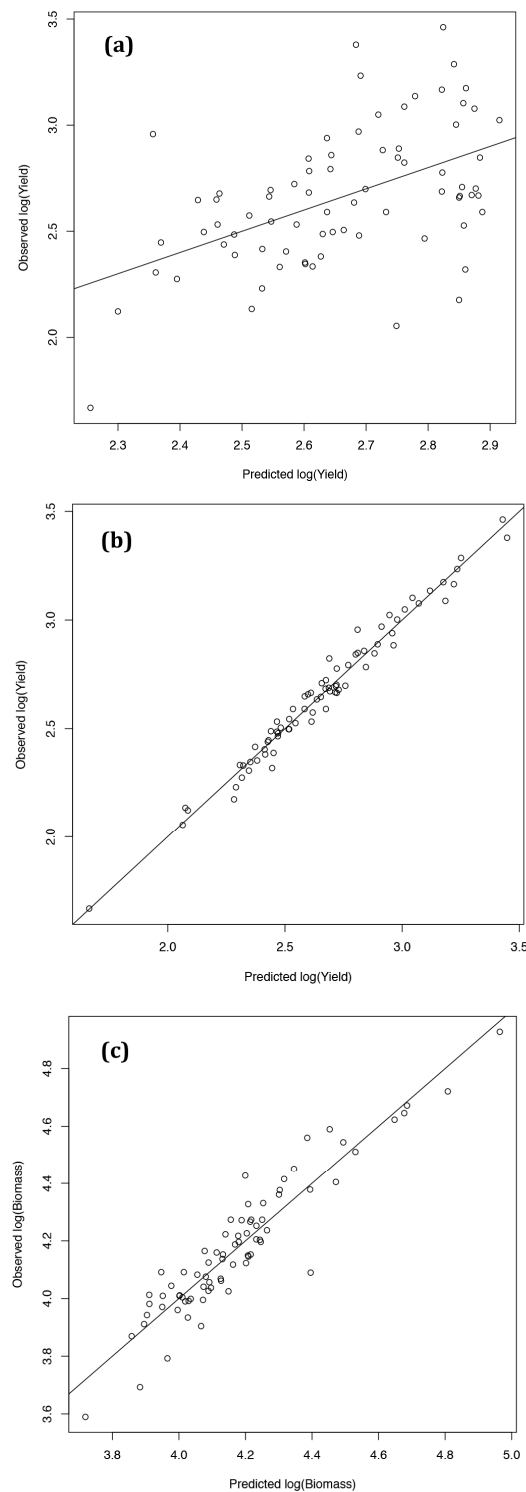 (a)
3.5
3.0
2.5
2.0
Observed log(Yield)
2.3 2.4 2.5 2.6 2.7 2.8 2.9
Predicted log(Yield)
(b)
3.5
3.0
2.5
2.0
Observed log(Yield)
2.0 2.5 3.0 3.5
Predicted log(Yield)
(c)
4.8
4.6
4.4
4.2
4.0
3.8
3.6
Observed log(Biomass)
3.8 4.0 4.2 4.4 4.6 4.8 5.0
Predicted log(Biomass)